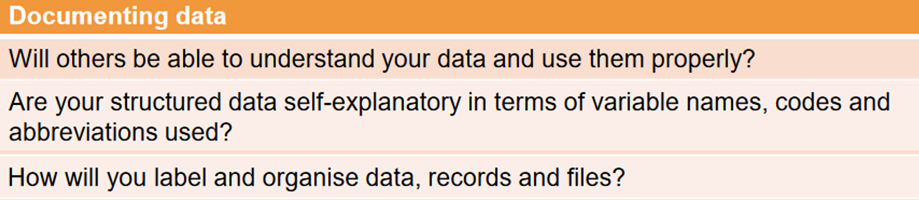 Documenting data
Will others be able to understand your data and use them properly?
Are your structured data self-explanatory in terms of variable names, codes and
abbreviations used?
How will you label and organise data, records and files?